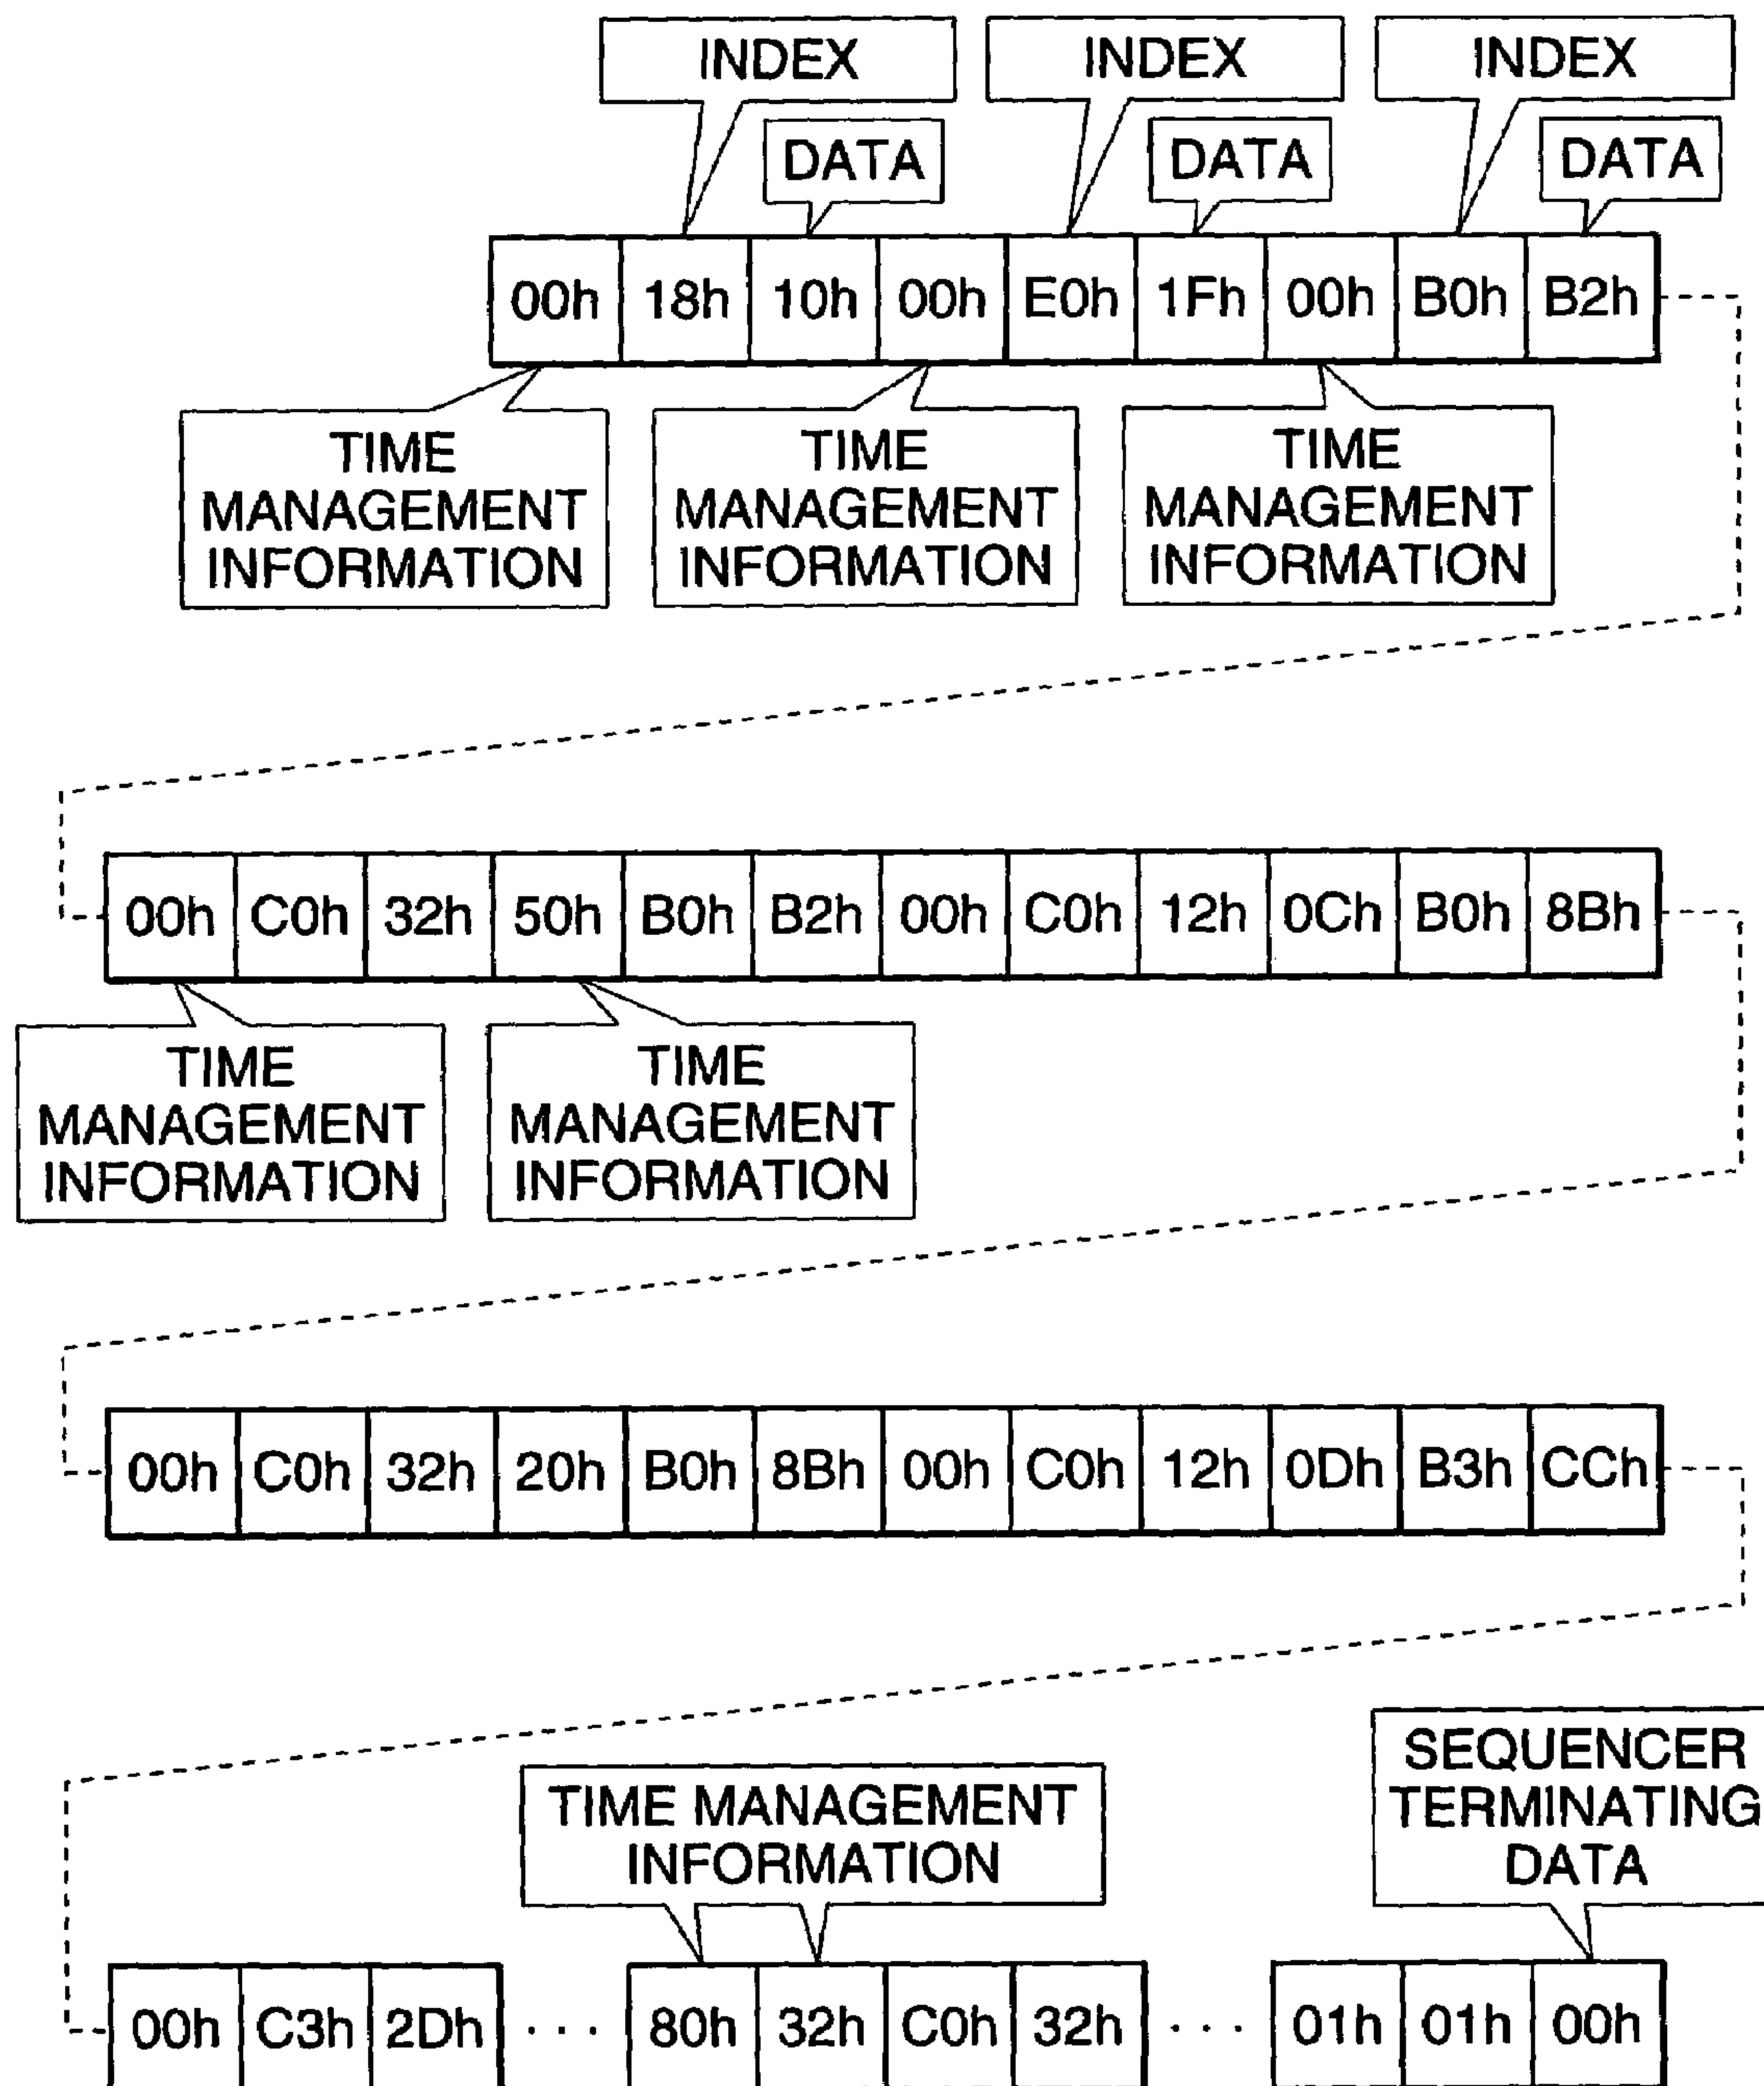 INDEX INDEX INDEX
DATA DATA DATA
00h 18h 10h 00h E0h 1Fh 00h B0h B2h
TIME
MANAGEMENT
INFORMATION
TIME
MANAGEMENT
INFORMATION
TIME
MANAGEMENT
INFORMATION
00h C0h 32h 50h B0h B2h 00h C0h 12h 0Ch B0h 8Bh
TIME
MANAGEMENT
INFORMATION
TIME
MANAGEMENT
INFORMATION
00h C0h 32h 20h B0h 8Bh 00h C0h 12h 0Dh B3h CCh
TIME MANAGEMENT
INFORMATION
SEQUENCER
TERMINATING
DATA
00h C3h 2Dh ··· 80h 32h C0h 32h ··· 01h 01h 00h